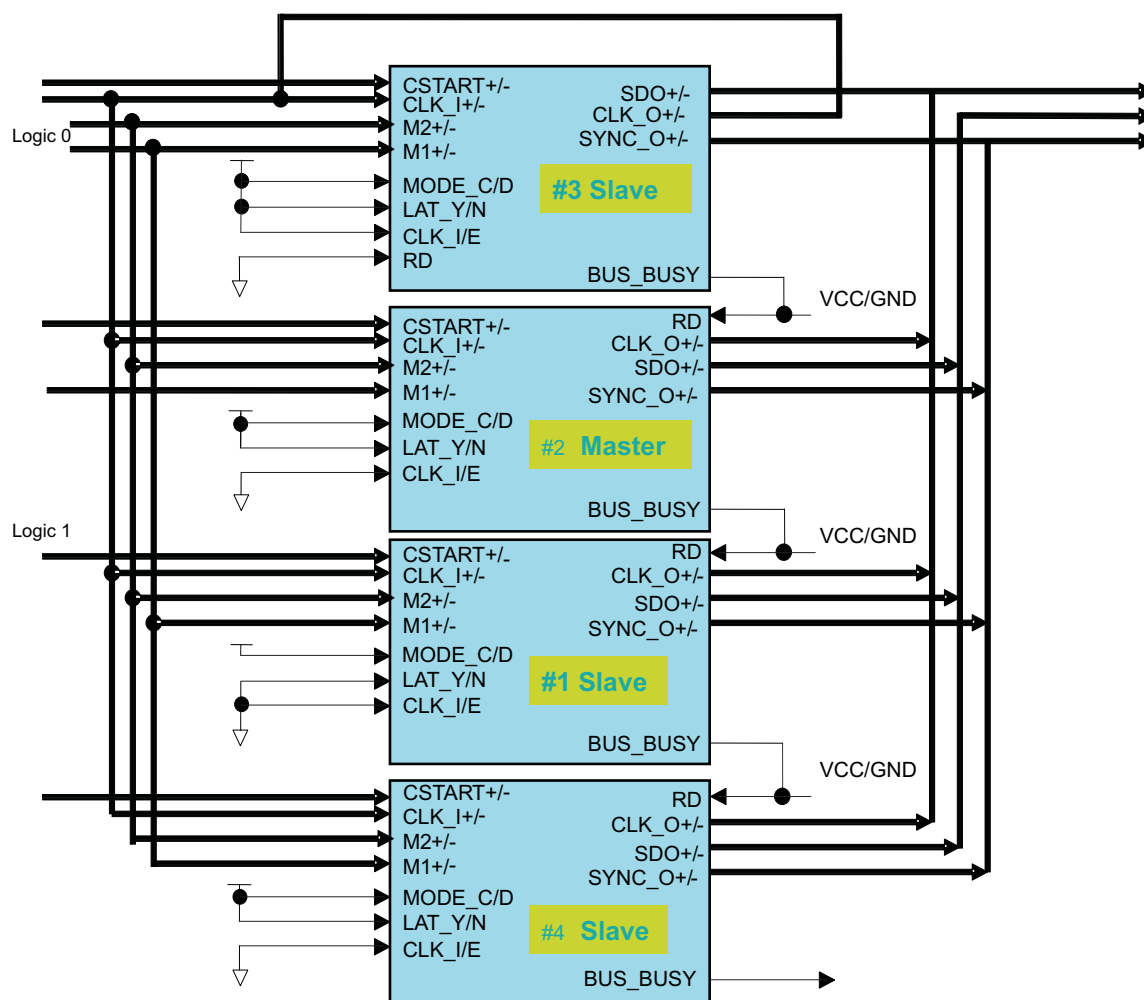 CSTART+/-
SDO+/-
CLK_I+/-
CLK_O+/-
M2+/-
Logic 0
SYNC_O+/-
M1+/-
MODE_C/D
#3 Slave
LAT_Y/N
CLK_I/E
RD
BUS_BUSY
VCC/GND
CSTART+/-
RD
CLK_I+/-
CLK_O+/-
M2+/-
SDO+/-
M1+/-
SYNC_O+/-
MODE_C/D
LAT_Y/N
#2 Master
CLK_I/E
BUS_BUSY
Logic 1
VCC/GND
CSTART+/-
RD
CLK_I+/-
CLK_O+/-
M2+/-
SDO+/-
M1+/-
SYNC_O+/-
MODE_C/D
LAT_Y/N
#1 Slave
CLK_I/E
BUS_BUSY
VCC/GND
CSTART+/-
RD
CLK_I+/-
CLK_O+/-
M2+/-
SDO+/-
M1+/-
SYNC_O+/-
MODE_C/D
LAT_Y/N
#4 Slave
CLK_I/E
BUS_BUSY